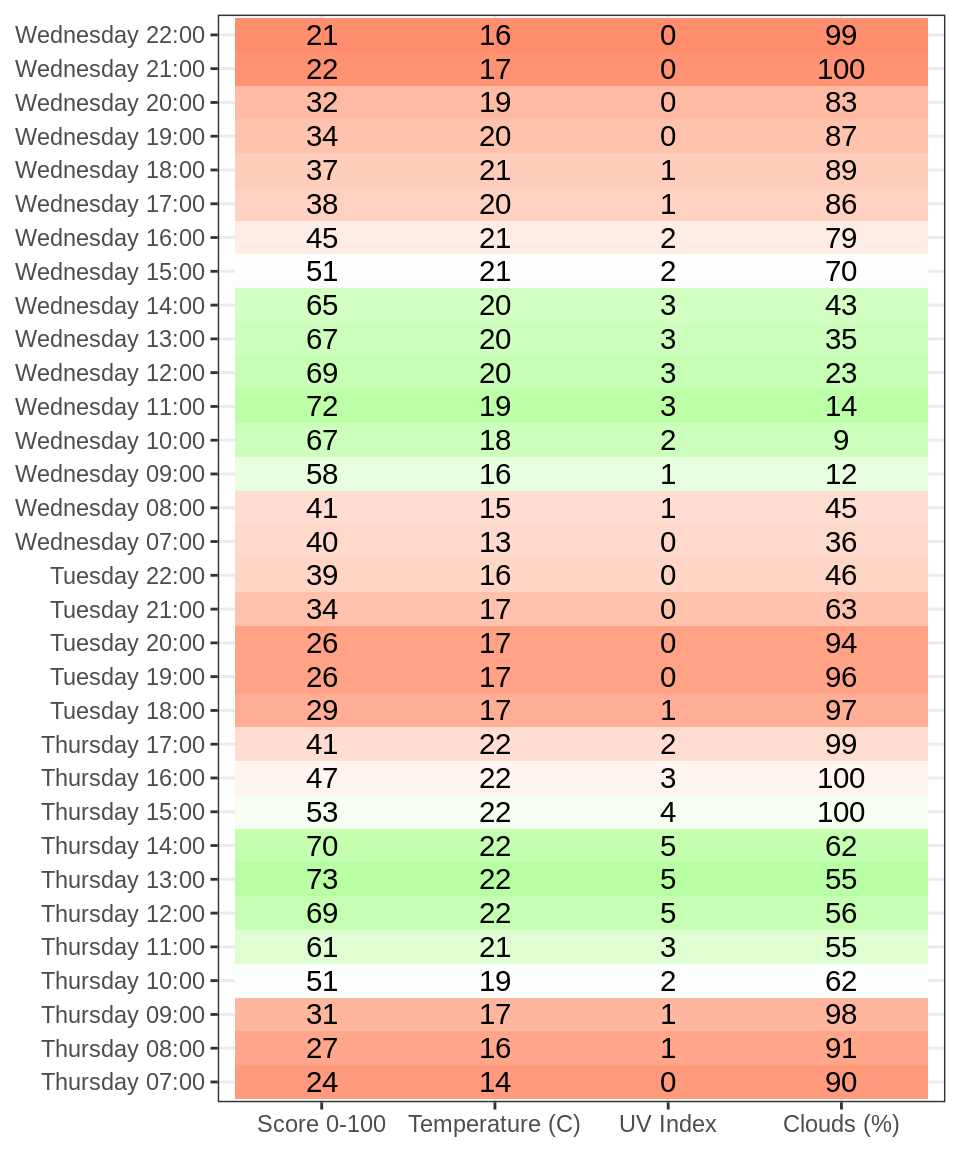 Wednesday 22:00 21 16 0 99
Wednesday 21:00 22 17 0 100
Wednesday 20:00 32 19 0 83
Wednesday 19:00 34 20 0 87
Wednesday 18:00 37 21 1 89
Wednesday 17:00 38 20 1 86
Wednesday 16:00 45 21 2 79
Wednesday 15:00 51 21 2 70
Wednesday 14:00 65 20 3 43
Wednesday 13:00 67 20 3 35
Wednesday 12:00 69 20 3 23
Wednesday 11:00 72 19 3 14
Wednesday 10:00 67 18 2 9
Wednesday 09:00 58 16 1 12
Wednesday 08:00 41 15 1 45
Wednesday 07:00 40 13 0 36
Tuesday 22:00 39 16 0 46
Tuesday 21:00 34 17 0 63
Tuesday 20:00 26 17 0 94
Tuesday 19:00 26 17 0 96
Tuesday 18:00 29 17 1 97
Thursday 17:00 41 22 2 99
Thursday 16:00 47 22 3 100
Thursday 15:00 53 22 4 100
Thursday 14:00 70 22 5 62
Thursday 13:00 73 22 5 55
Thursday 12:00 69 22 5 56
Thursday 11:00 61 21 3 55
Thursday 10:00 51 19 2 62
Thursday 09:00 31 17 1 98
Thursday 08:00 27 16 1 91
Thursday 07:00 24 14 0 90
Score 0-100 Temperature (C) UV Index Clouds (%)